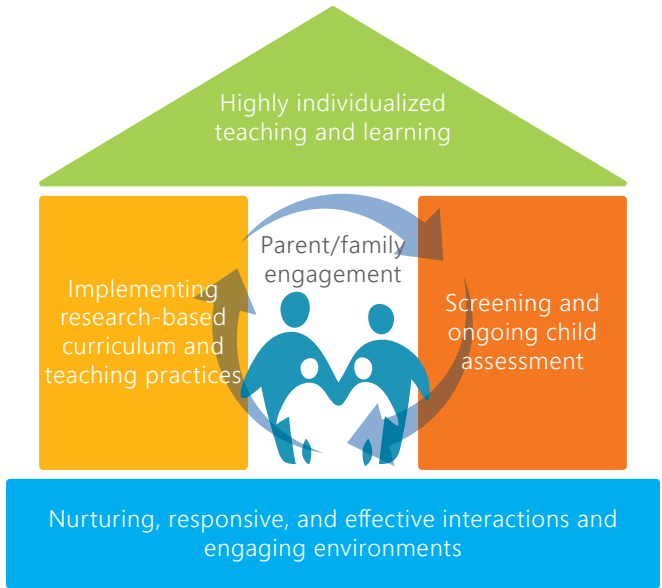 Highly individualized
teaching and learning
Parent/family
engagement
Implementing
research-based
curriculum and
teaching practices
Screening and
ongoing child
assessment
Nurturing, responsive, and effective interactions and
engaging environments